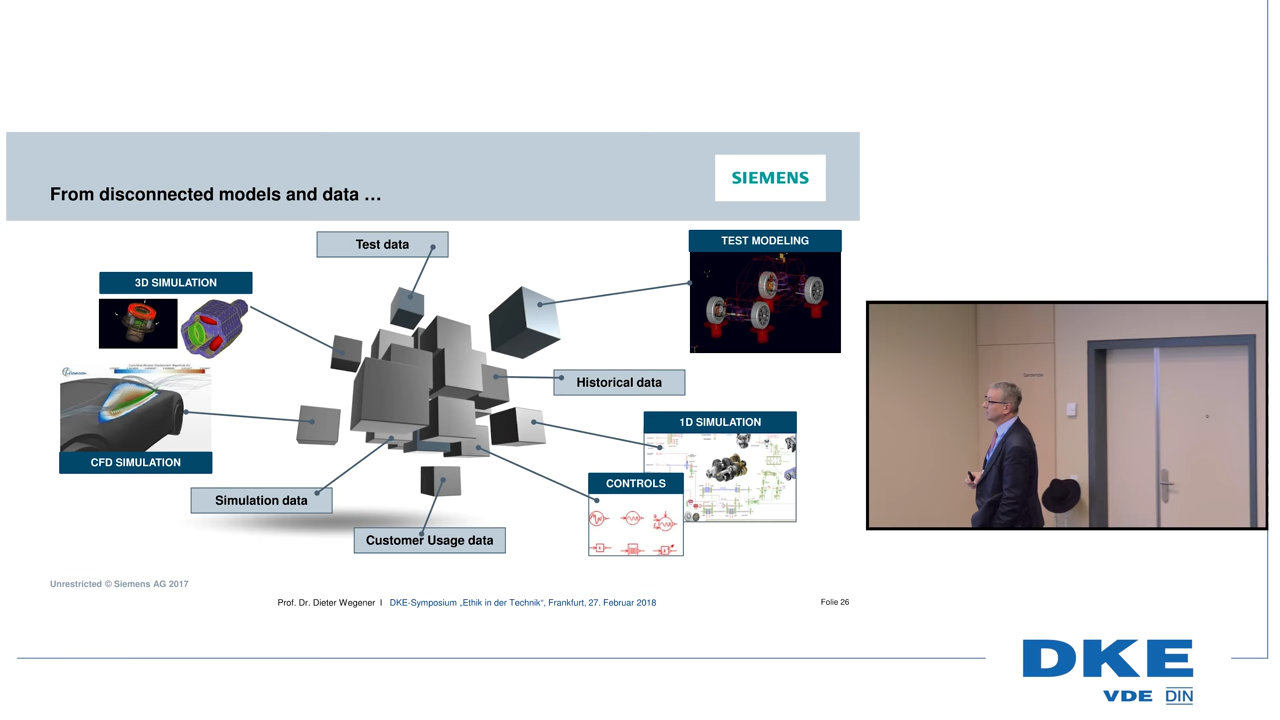 From disconnected models and data …
SIEMENS
Test data
TEST MODELING
3D SIMULATION
Historical data
1D SIMULATION
CFD SIMULATION
CONTROLS
Simulation data
Customer Usage data
Unrestricted © Siemens AG 2017
Prof. Dr. Dieter Wegener I DKE-Symposium „Ethik in der Technik“, Frankfurt, 27. Februar 2018
Folie 26
DKE
VDE DIN